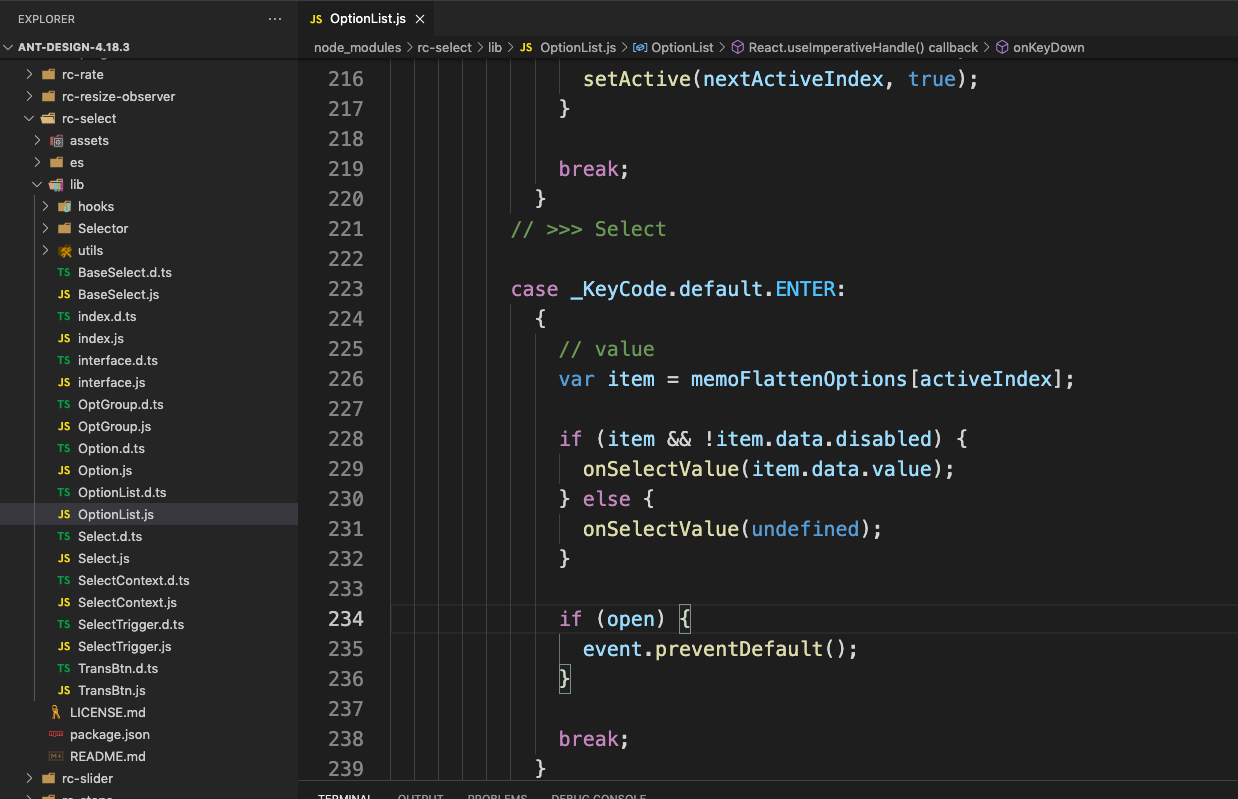 EXPLORER
ANT-DESIGN-4.18.3
rc-rate
rc-resize-observer
rc-select
assets
es
lib
hooks
Selector
utils
TS BaseSelect.d.ts
JS BaseSelect.js
TS index.d.ts
JS index.js
TS interface.d.ts
JS interface.js
TS OptGroup.d.ts
JS OptGroup.js
TS Option.d.ts
JS Option.js
TS OptionList.d.ts
JS OptionList.js
TS Select.d.ts
JS Select.js
TS SelectContext.d.ts
JS SelectContext.js
TS SelectTrigger.d.ts
JS SelectTrigger.js
TS TransBtn.d.ts
JS TransBtn.js
LICENSE.md
package.json
README.md
rc-slider
JS OptionList.js
node_modules > rc-select > lib > JS OptionList.js > OptionList > React.useImperativeHandle() callback > onKeyDown
216 setActive(nextActiveIndex, true);
217 }
218
219 break;
220 }
221 // >>> Select
222
223 case _KeyCode.default.ENTER:
224 {
225 // value
226 var item = memoFlattenOptions[activeIndex];
227
228 if (item && !item.data.disabled) {
229 onSelectValue(item.data.value);
230 } else {
231 onSelectValue(undefined);
232 }
233
234 if (open) {
235 event.preventDefault();
236 }
237
238 break;
239 }
TERMINAL OUTPUT PROBLEMS DEBUG CONSOLE